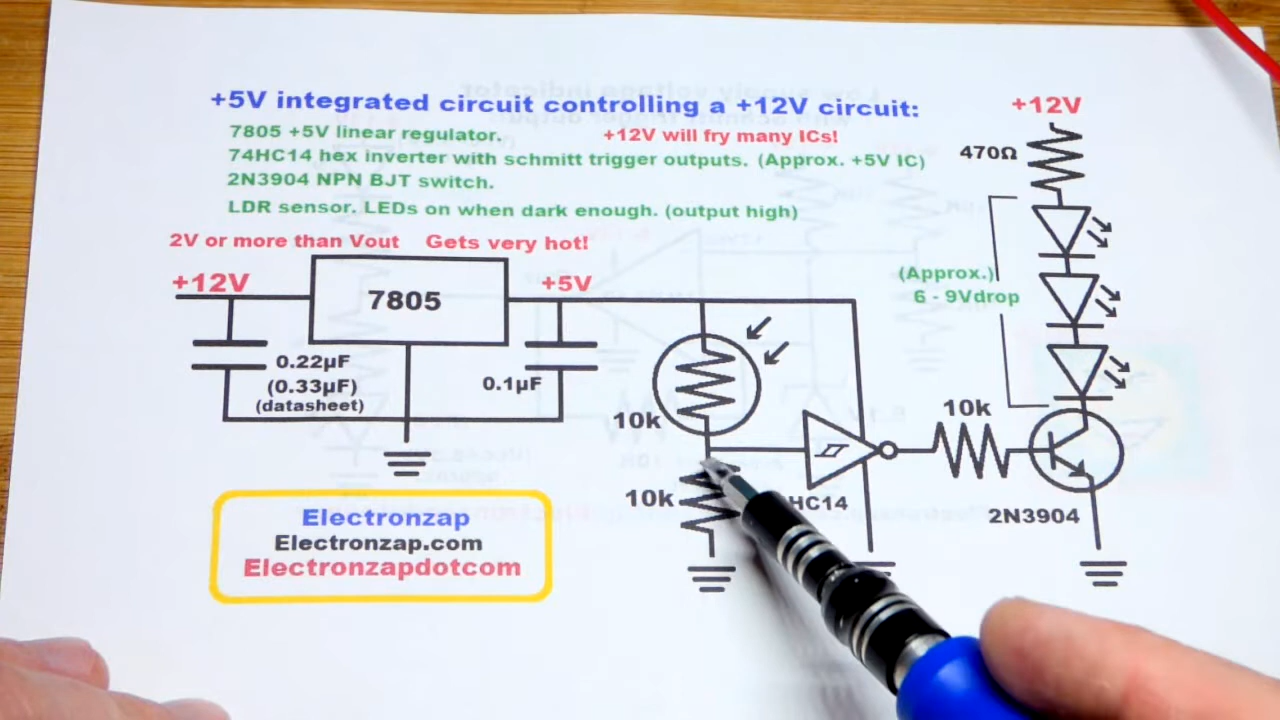 +5V integrated circuit controlling a +12V circuit:
7805 +5V linear regulator.
+12V will fry many ICs!
74HC14 hex inverter with schmitt trigger outputs. (Approx. +5V IC)
2N3904 NPN BJT switch.
LDR sensor. LEDs on when dark enough. (output high)
2V or more than Vout Gets very hot!
+12V
7805
+5V
0.22µF
(0.33µF)
(datasheet)
0.1µF
10k
10k
HC14
10k
2N3904
+12V
470Ω
(Approx.)
6 - 9Vdrop
Electronzap
Electronzap.com
Electronzapdotcom